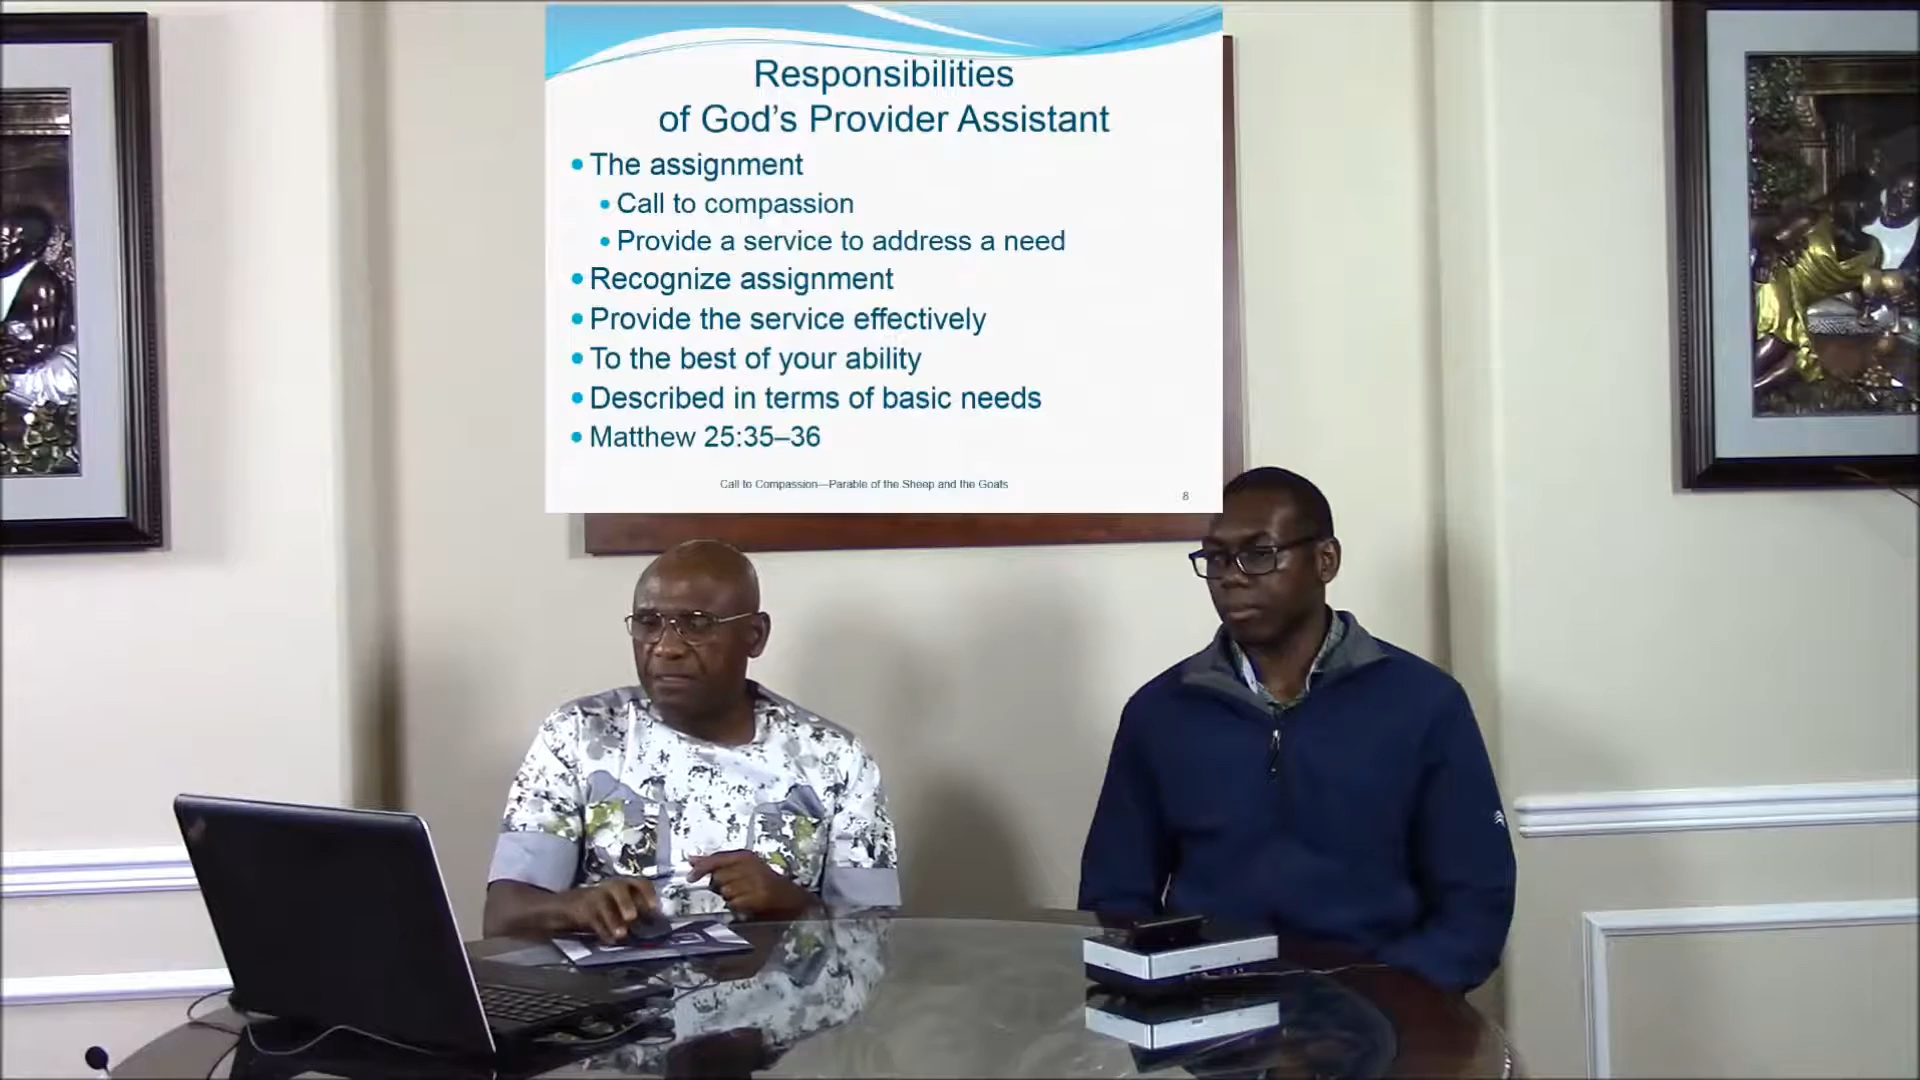 Responsibilities
of God's Provider Assistant
• The assignment
• Call to compassion
• Provide a service to address a need
• Recognize assignment
• Provide the service effectively
• To the best of your ability
• Described in terms of basic needs
• Matthew 25:35–36
Call to Compassion—Parable of the Sheep and the Goats
8